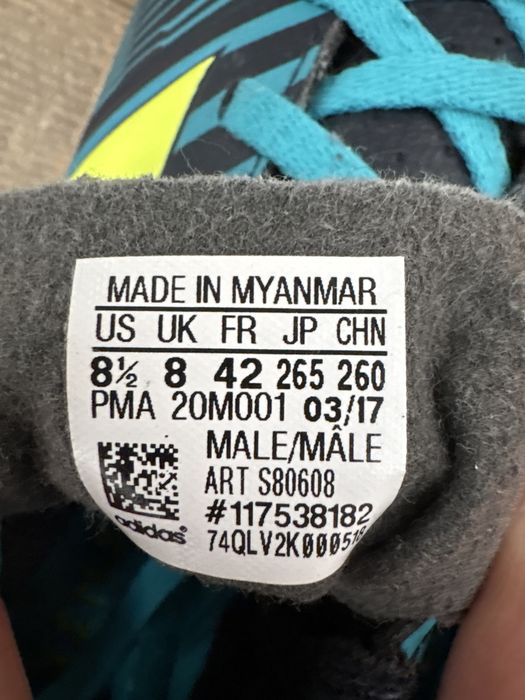 MADE IN MYANMAR
US UK FR JP CHN
8½ 8 42 265 260
PMA 20M001 03/17
MALE/MÂLE
ART S80608
#117538182
adidas®